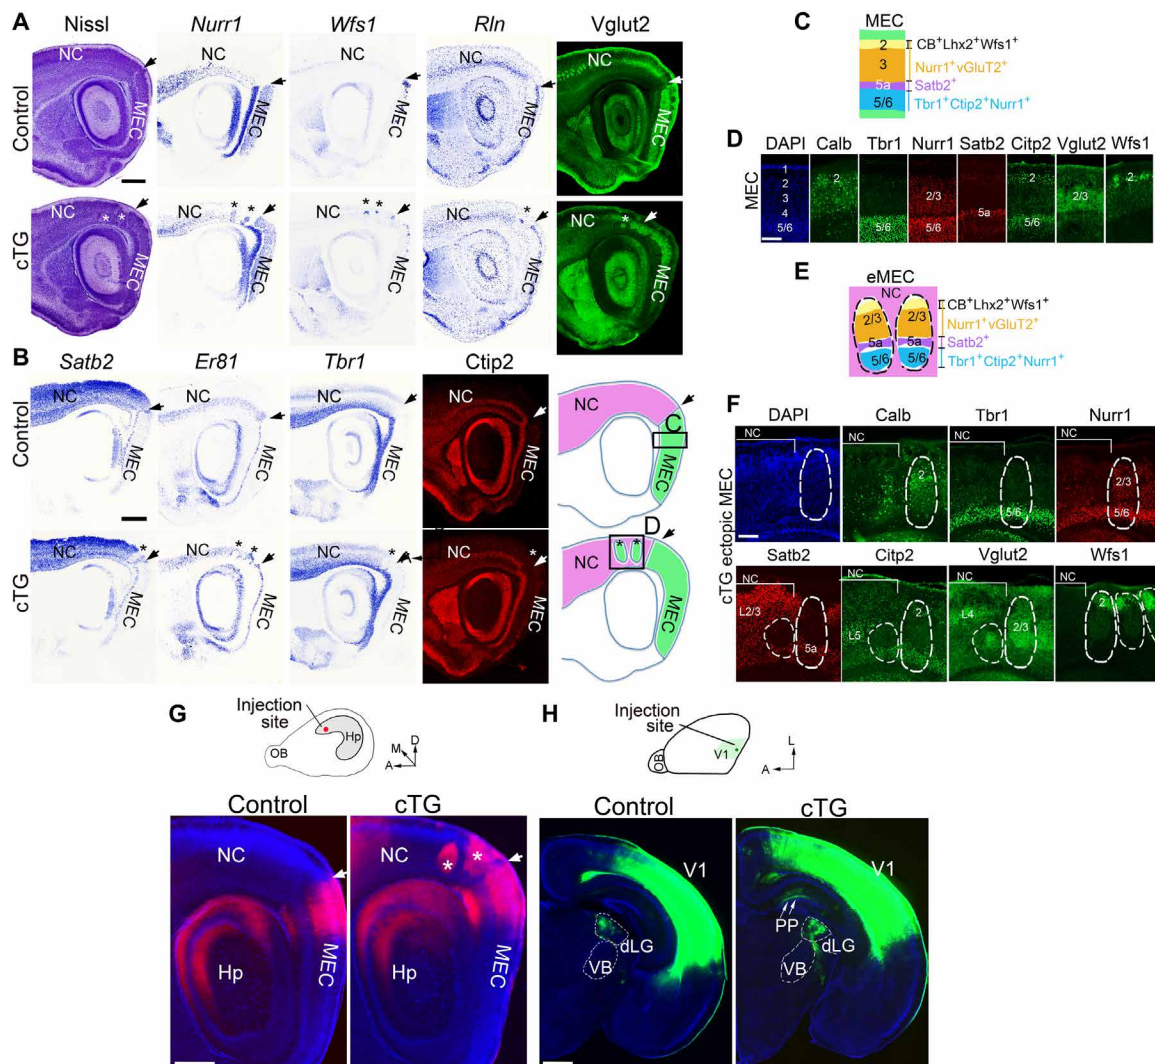 A
Nissl
Nurr1
Wfs1
Rln
Vglut2
Control
NC
MEC
NC
MEC
NC
MEC
NC
MEC
MEC
cTG
NC
* *
MEC
NC
* *
MEC
NC
* *
MEC
NC
*
MEC
NC
*
MEC
B
Satb2
Er81
Tbr1
Ctip2
Control
NC
MEC
NC
MEC
NC
MEC
NC
MEC
NC
C
MEC
cTG
NC
*
MEC
NC
* *
MEC
NC
* *
MEC
NC
*
MEC
NC
D
* *
MEC
C
MEC
2
CB+Lhx2+Wfs1+
3
Nurr1+vGluT2+
5a
Satb2+
5/6
Tbr1+Ctip2+Nurr1+
D
DAPI
Calb
Tbr1
Nurr1
Satb2
Citp2
Vglut2
Wfs1
MEC
1
2
3
4
5/6
2
5/6
2/3
5/6
5a
2
5/6
2/3
2
E
eMEC
NC
CB+Lhx2+Wfs1+
2/3
2/3
Nurr1+vGluT2+
5a
5a
Satb2+
5/6
5/6
Tbr1+Ctip2+Nurr1+
F
cTG ectopic MEC
DAPI
Calb
Tbr1
Nurr1
NC
NC
2
NC
5/6
NC
2/3
5/6
Satb2
Citp2
Vglut2
Wfs1
NC
L2/3
5a
NC
2
L5
NC
L4
2/3
NC
2
G
Injection
site
Hp
OB
M
D
A
Control
cTG
NC
MEC
Hp
NC
* *
MEC
Hp
H
Injection
site
V1
OB
L
A
Control
cTG
V1
dLG
VB
V1
PP
dLG
VB